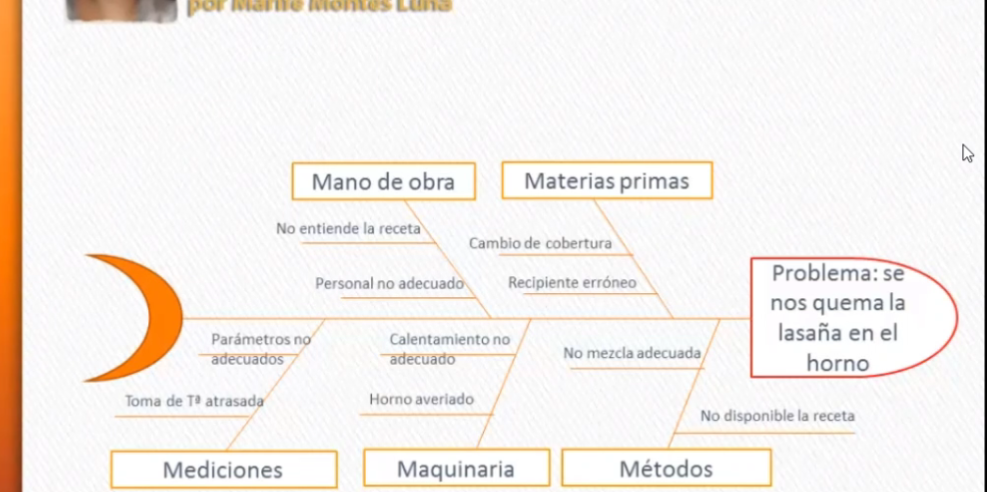 por Marife Montes Luna
Mano de obra
Materias primas
No entiende la receta
Cambio de cobertura
Personal no adecuado
Recipiente erróneo
Problema: se
nos quema la
lasaña en el
horno
Parámetros no
adecuados
Calentamiento no
adecuado
No mezcla adecuada
Toma de Tª atrasada
Horno averiado
No disponible la receta
Mediciones
Maquinaria
Métodos